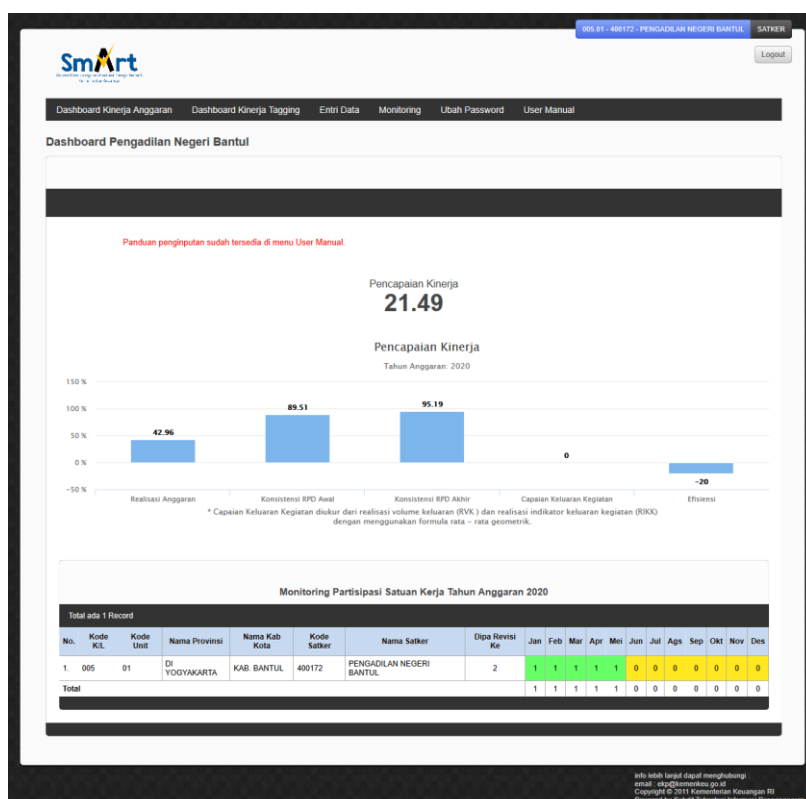 005.01 - 400172 - PENGADILAN NEGERI BANTUL SATKER
Logout
SmArt
Dashboard Kinerja Anggaran Dashboard Kinerja Tagging Entri Data Monitoring Ubah Password User Manual
Dashboard Pengadilan Negeri Bantul
Panduan penginputan sudah tersedia di menu User Manual.
Pencapaian Kinerja
21.49
Pencapaian Kinerja
Tahun Anggaran: 2020
150 %
100 %
50 %
0 %
-50 %
42.96
89.51
95.19
0
-20
Realisasi Anggaran Konsistensi RPD Awal Konsistensi RPD Akhir Capaian Keluaran Kegiatan Efisiensi
* Capaian Keluaran Kegiatan diukur dari realisasi volume keluaran (RVK ) dan realisasi indikator keluaran kegiatan (RIKK)
dengan menggunakan formula rata - rata geometrik.
Monitoring Partisipasi Satuan Kerja Tahun Anggaran 2020
Total ada 1 Record
No. Kode K/L Kode Unit Nama Provinsi Nama Kab Kota Kode Satker Nama Satker Dipa Revisi Ke Jan Feb Mar Apr Mei Jun Jul Ags Sep Okt Nov Des
1. 005 01 DI YOGYAKARTA KAB. BANTUL 400172 PENGADILAN NEGERI BANTUL 2 1 1 1 1 1 0 0 0 0 0 0 0
Total 1 1 1 1 1 0 0 0 0 0 0 0
info lebih lanjut dapat menghubungi :
email : ekp@kemenkeu.go.id
Copyright © 2011 Kementerian Keuangan RI